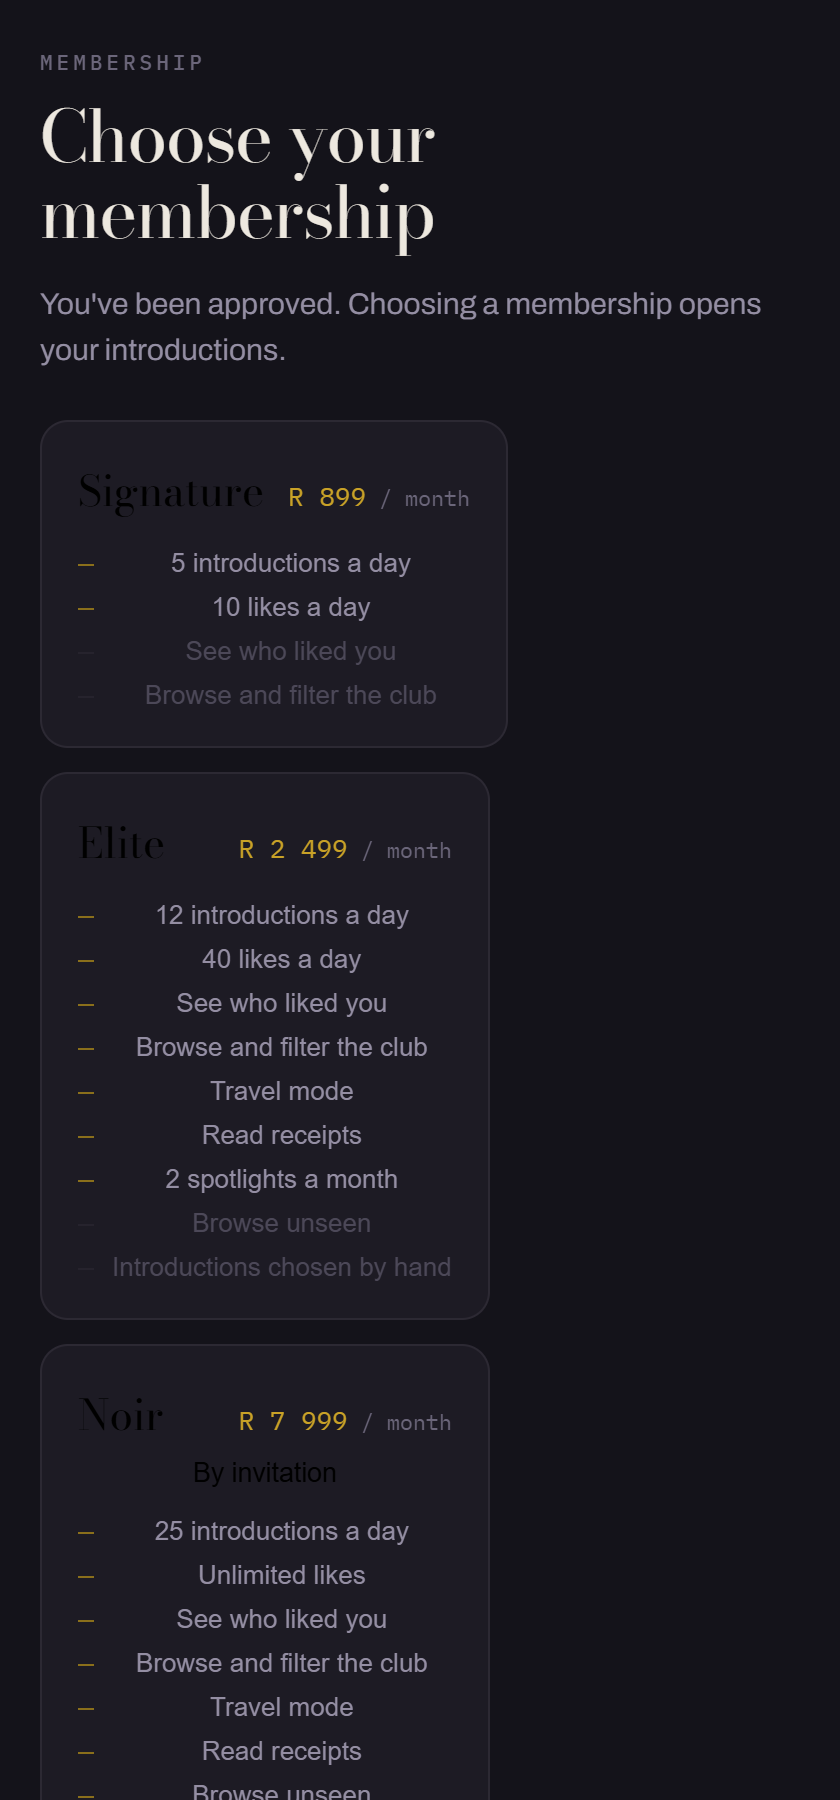 MEMBERSHIP
Choose your
membership
You've been approved. Choosing a membership opens
your introductions.
Signature R 899 / month
— 5 introductions a day
— 10 likes a day
— See who liked you
— Browse and filter the club
Elite R 2 499 / month
— 12 introductions a day
— 40 likes a day
— See who liked you
— Browse and filter the club
— Travel mode
— Read receipts
— 2 spotlights a month
— Browse unseen
— Introductions chosen by hand
Noir R 7 999 / month
By invitation
— 25 introductions a day
— Unlimited likes
— See who liked you
— Browse and filter the club
— Travel mode
— Read receipts
— Browse unseen